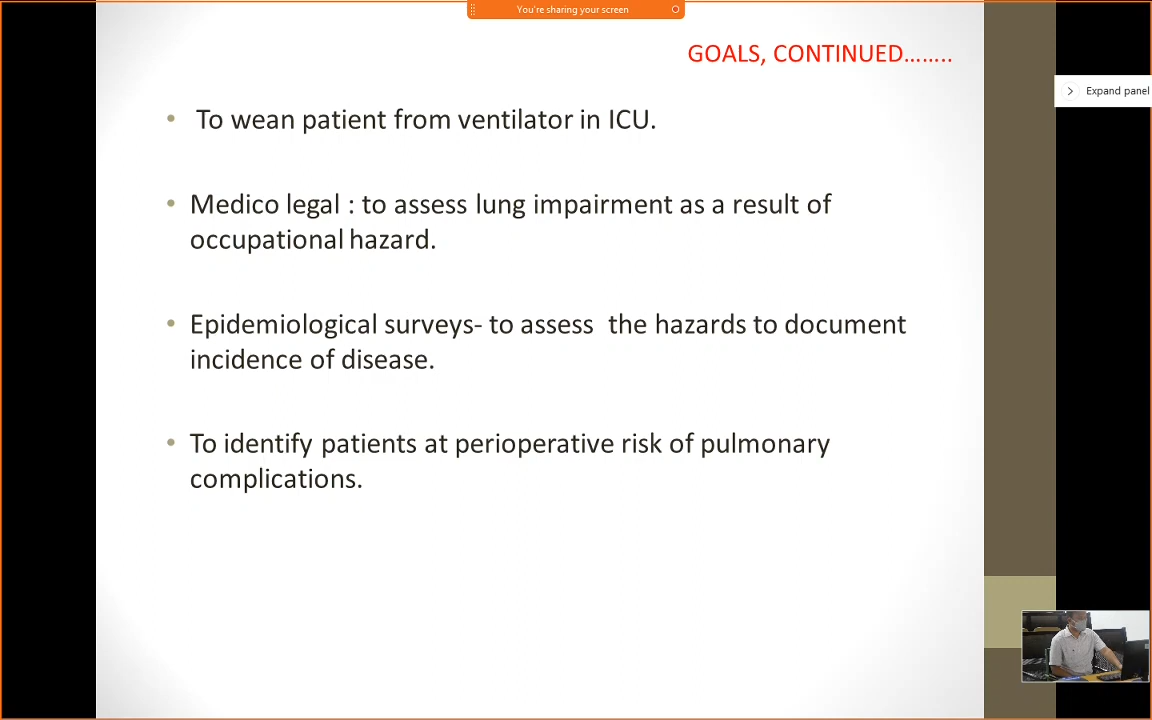 You're sharing your screen
GOALS, CONTINUED........
Expand panel
• To wean patient from ventilator in ICU.
• Medico legal : to assess lung impairment as a result of
occupational hazard.
• Epidemiological surveys- to assess the hazards to document
incidence of disease.
• To identify patients at perioperative risk of pulmonary
complications.